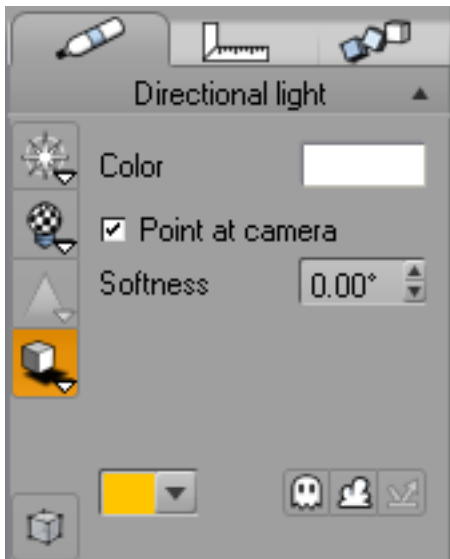 Directional light
Color
Point at camera
Softness 0.00°